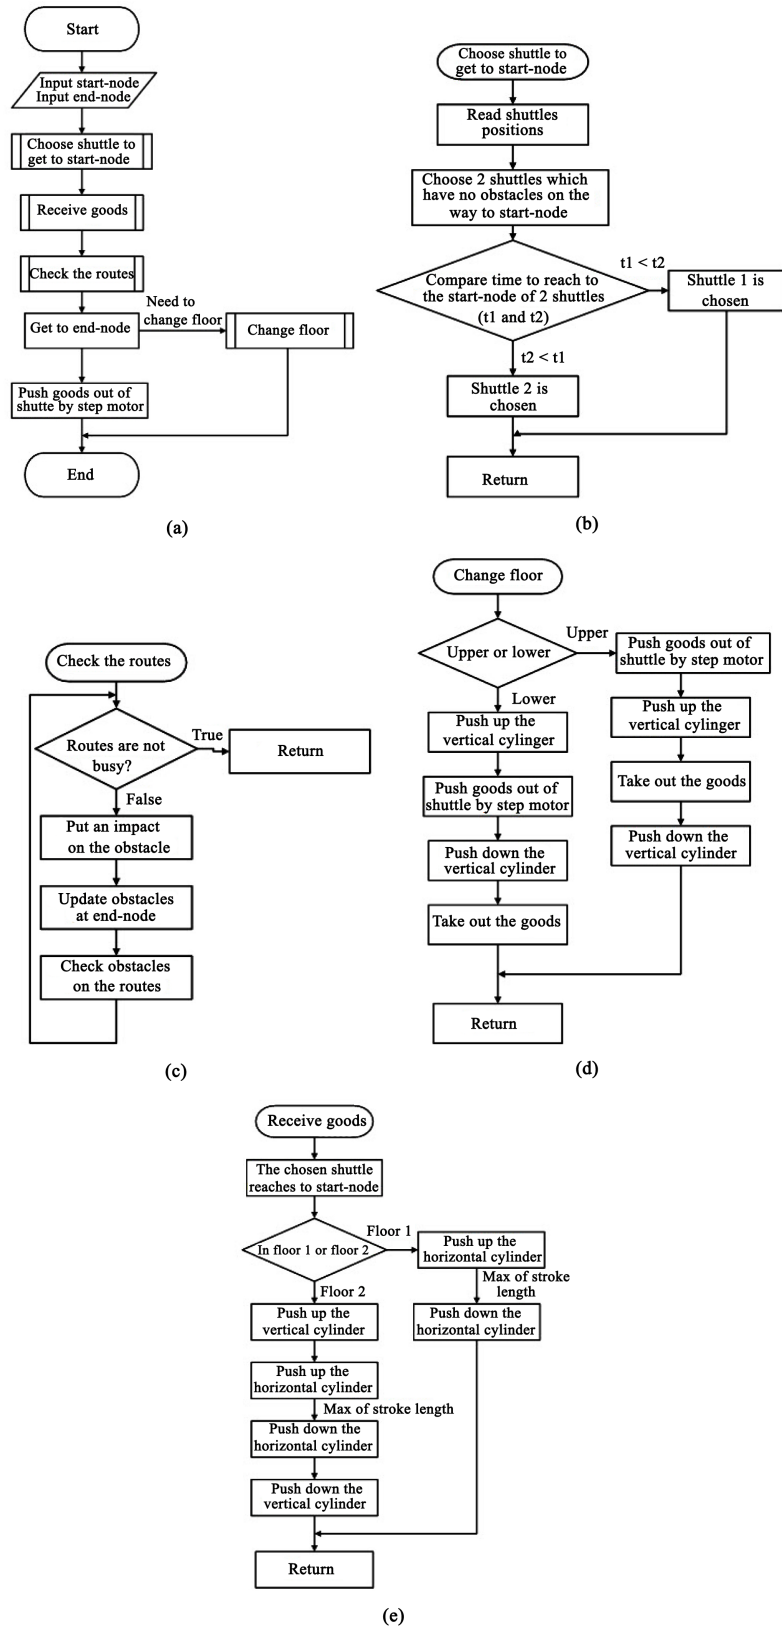 Start
Input start-node
Input end-node
Choose shuttle to
get to start-node
Receive goods
Check the routes
Need to
change floor
Get to end-node
Change floor
Push goods out of
shutte by step motor
End
(a)
Choose shuttle to
get to start-node
Read shuttles
positions
Choose 2 shuttles which
have no obstacles on the
way to start-node
t1 < t2
Compare time to reach to
the start-node of 2 shuttles
(t1 and t2)
Shuttle 1 is
chosen
t2 < t1
Shuttle 2 is
chosen
Return
(b)
Check the routes
Routes are not
busy?
True
Return
False
Put an impact
on the obstacle
Update obstacles
at end-node
Check obstacles
on the routes
(c)
Change floor
Upper or lower
Upper
Push goods out of
shuttle by step motor
Push up the
vertical cylinger
Take out the goods
Push down the
vertical cylinder
Lower
Push up the
vertical cylinger
Push goods out of
shuttle by step motor
Push down the
vertical cylinder
Take out the goods
Return
(d)
Receive goods
The chosen shuttle
reaches to start-node
In floor 1 or floor 2
Floor 1
Push up the
horizontal cylinder
Max of stroke
length
Push down the
horizontal cylinder
Floor 2
Push up the
vertical cylinder
Push up the
horizontal cylinder
Max of stroke length
Push down the
horizontal cylinder
Push down the
vertical cylinder
Return
(e)